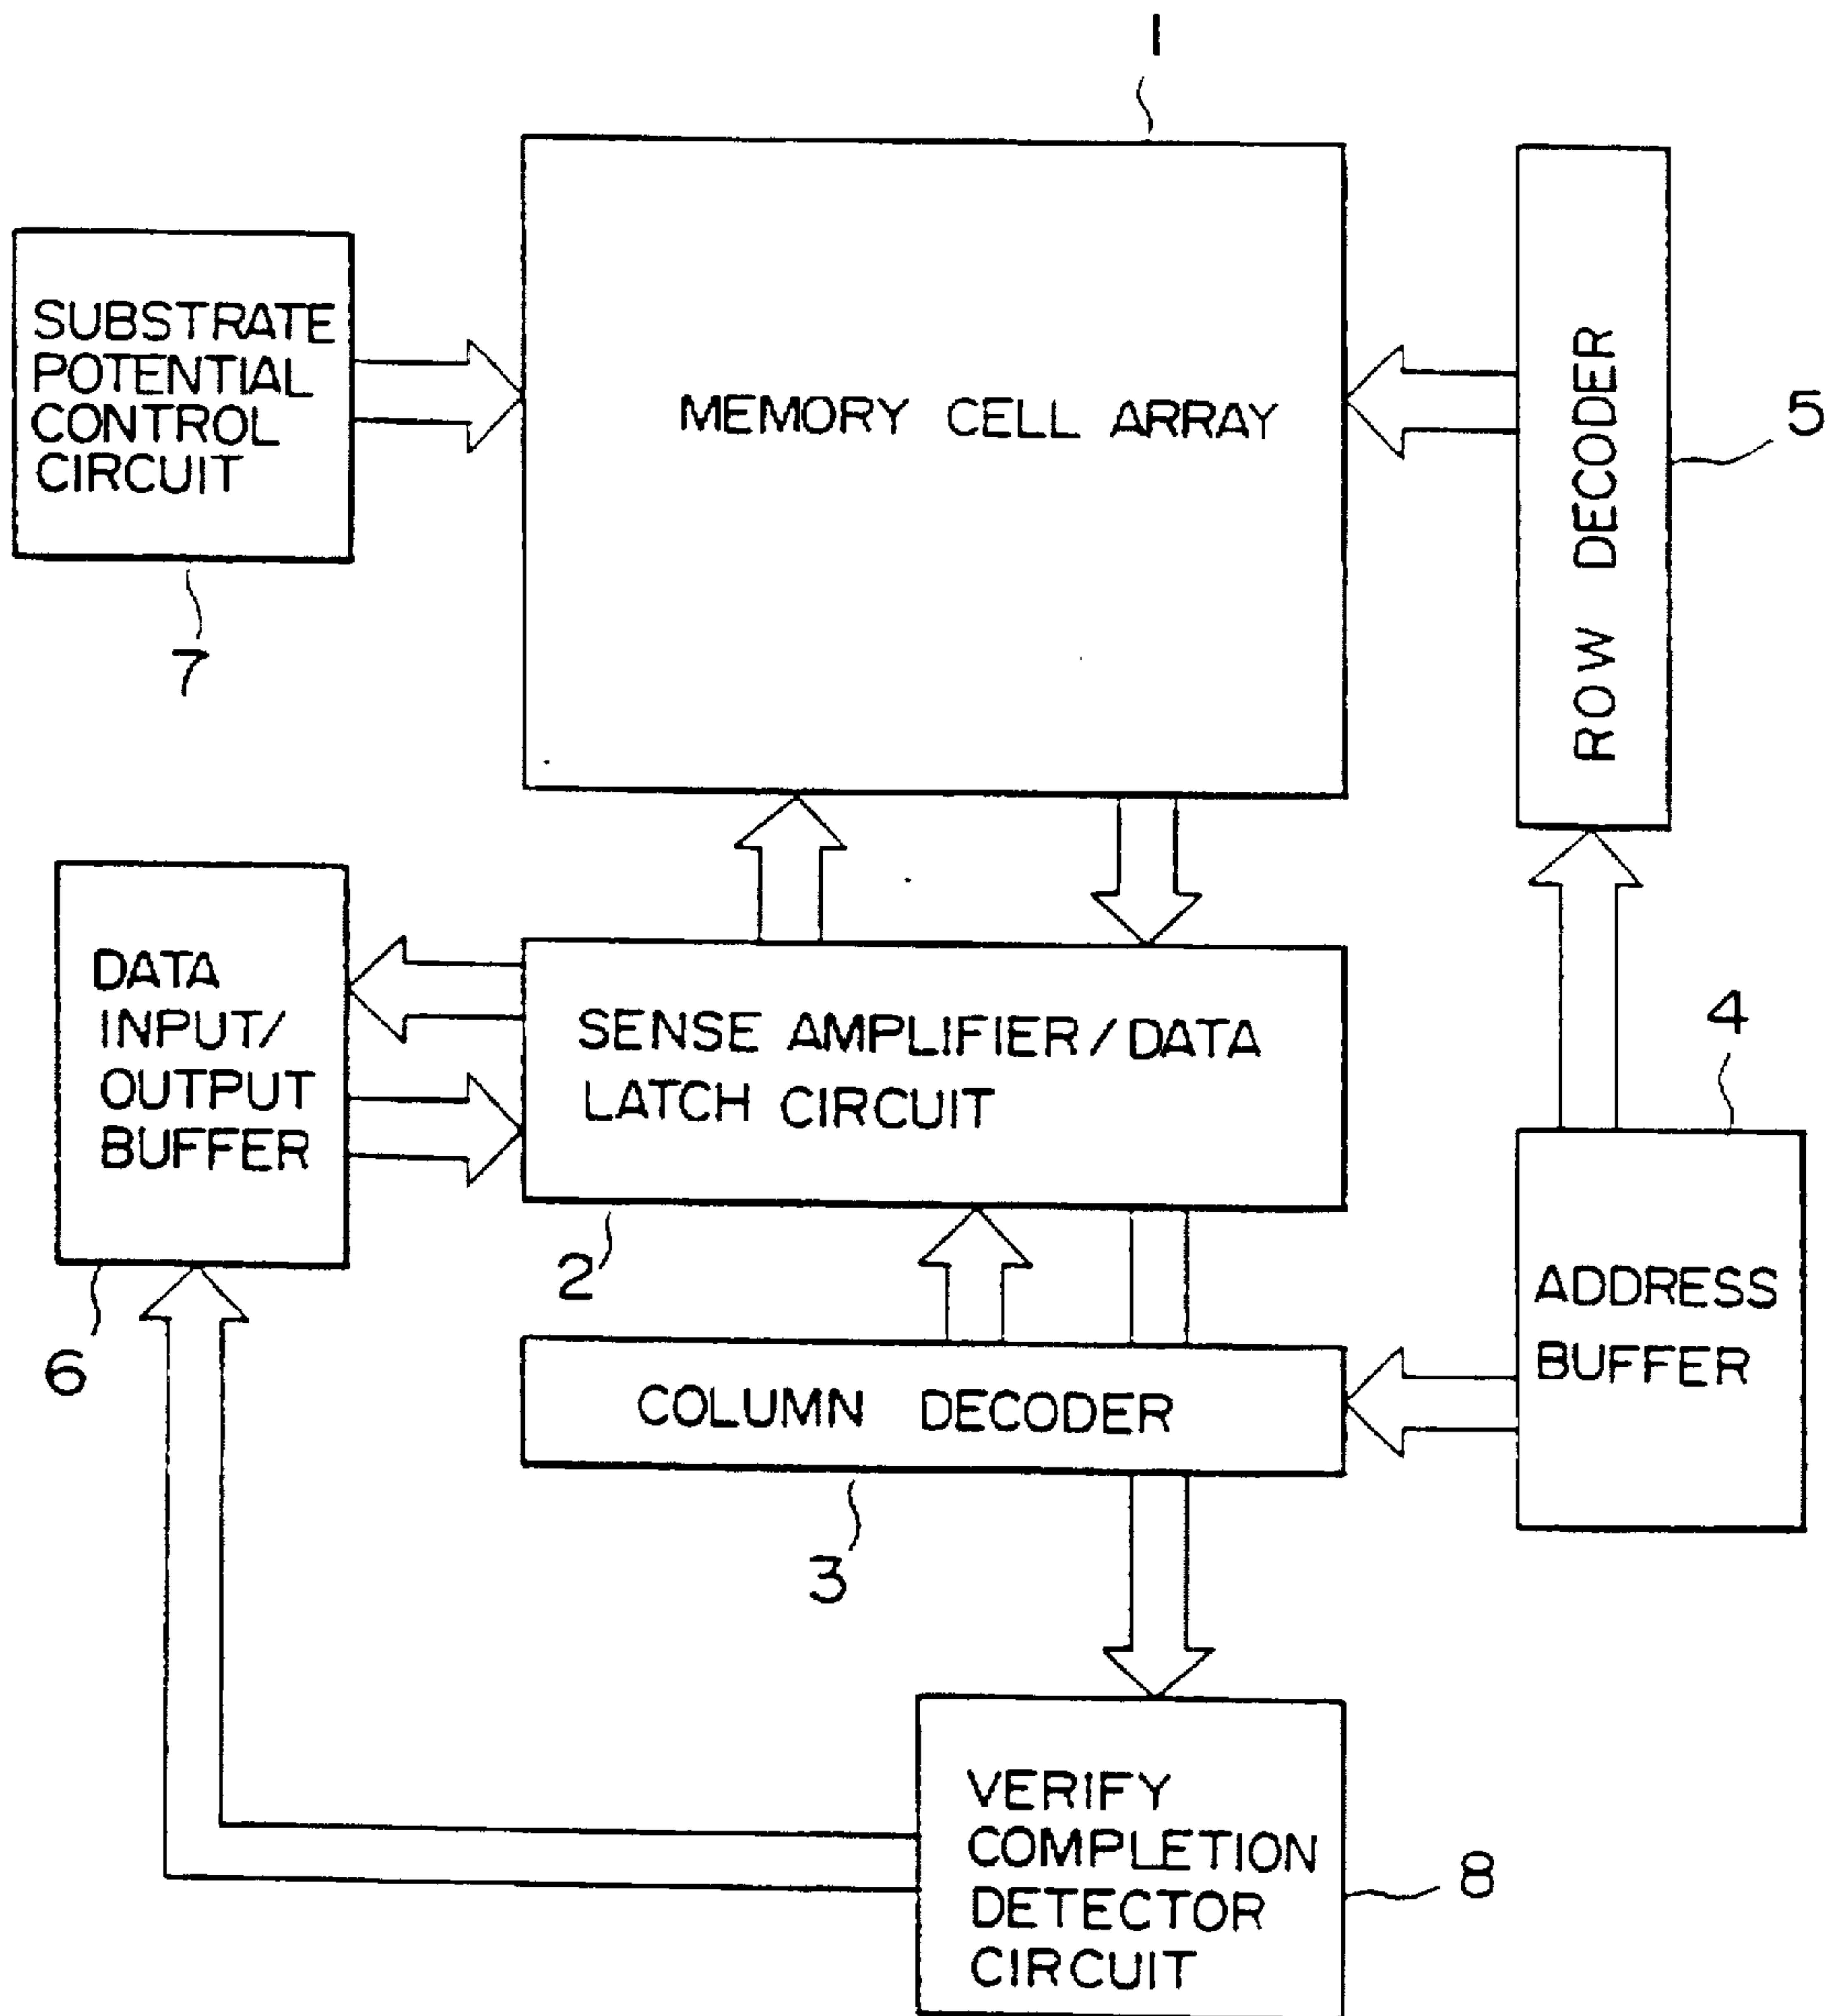 1
SUBSTRATE
POTENTIAL
CONTROL
CIRCUIT
7
MEMORY CELL ARRAY
ROW DECODER
5
DATA
INPUT/
OUTPUT
BUFFER
6
SENSE AMPLIFIER/DATA
LATCH CIRCUIT
2
4
ADDRESS
BUFFER
COLUMN DECODER
3
VERIFY
COMPLETION
DETECTOR
CIRCUIT
8